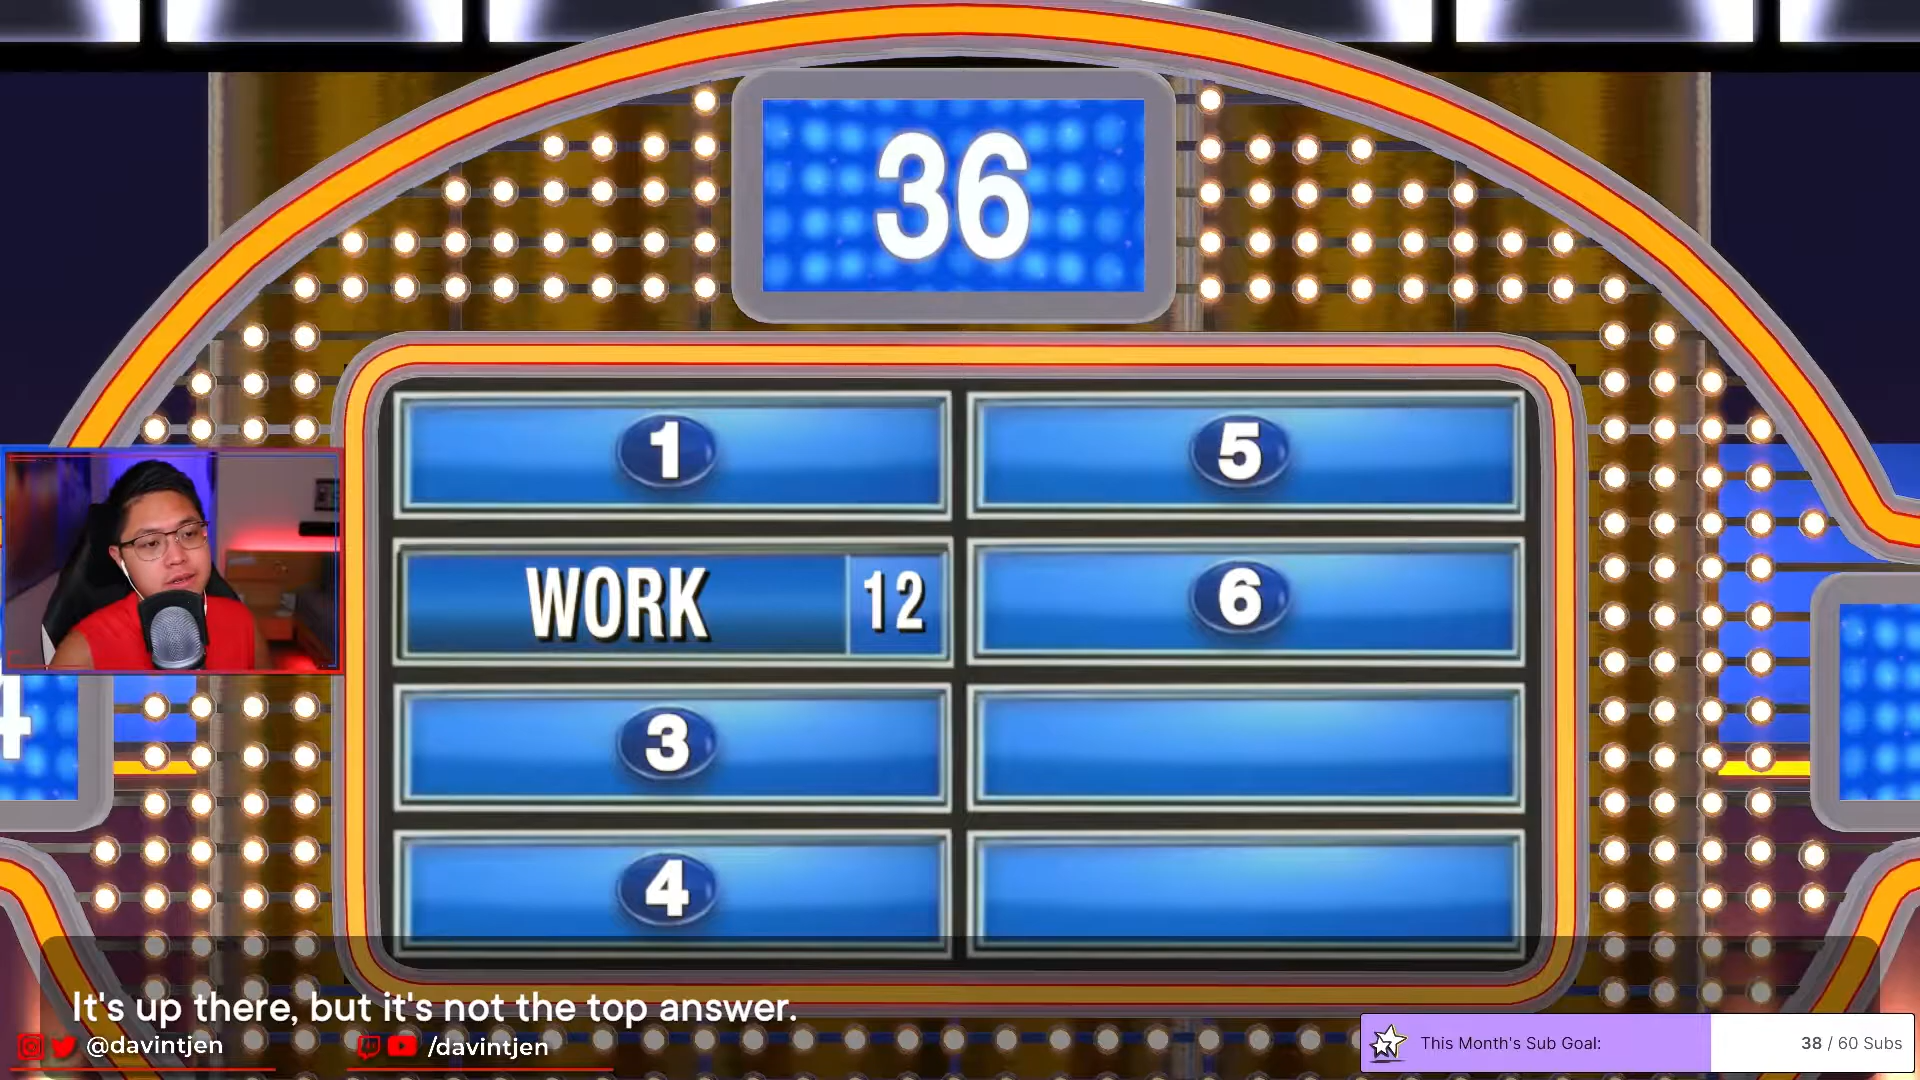 36
1
5
WORK 12
6
3
4
4
It's up there, but it's not the top answer.
@davintjen
/davintjen
This Month's Sub Goal:
38 / 60 Subs